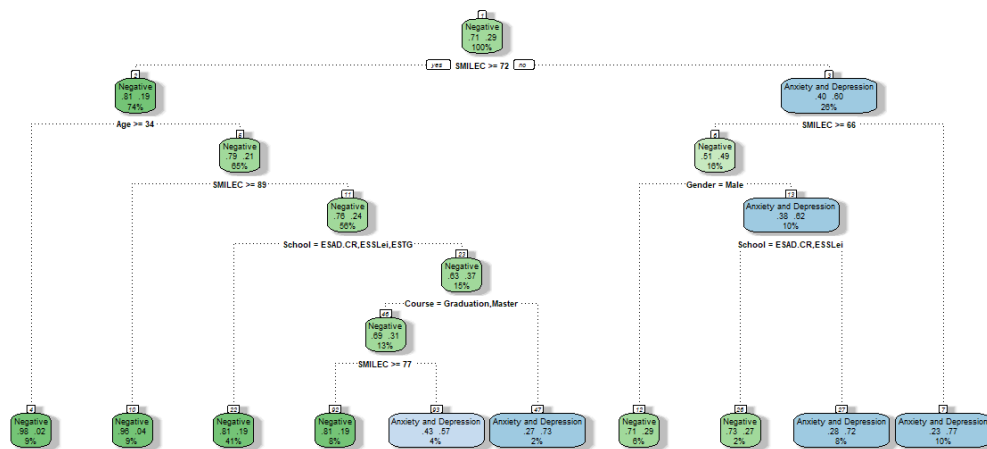 1
Negative
.71 .29
100%
yes SMILEC >= 72 no
2
Negative
.81 .19
74%
3
Anxiety and Depression
.40 .60
26%
Age >= 34
SMILEC >= 66
5
Negative
.79 .21
65%
6
Negative
.51 .49
16%
SMILEC >= 89
Gender = Male
11
Negative
.76 .24
56%
13
Anxiety and Depression
.38 .62
10%
School = ESAD.CR,ESSLei,ESTG
School = ESAD.CR,ESSLei
23
Negative
.63 .37
15%
Course = Graduation,Master
46
Negative
.69 .31
13%
SMILEC >= 77
4
Negative
.98 .02
9%
10
Negative
.96 .04
9%
22
Negative
.81 .19
41%
92
Negative
.81 .19
8%
93
Anxiety and Depression
.43 .57
4%
47
Anxiety and Depression
.27 .73
2%
12
Negative
.71 .29
6%
26
Negative
.73 .27
2%
27
Anxiety and Depression
.28 .72
8%
7
Anxiety and Depression
.23 .77
10%